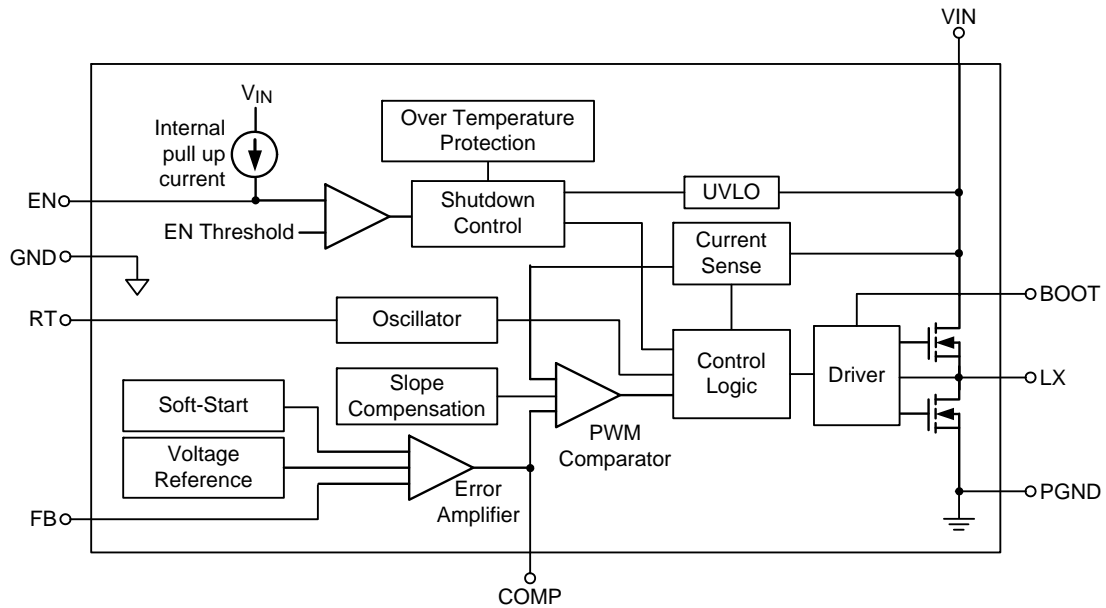 VIN
V_IN
Internal
pull up
current
Over Temperature
Protection
EN
EN Threshold
Shutdown
Control
UVLO
GND
Current
Sense
BOOT
RT
Oscillator
Control
Logic
Driver
LX
Slope
Compensation
Soft-Start
PWM
Comparator
Voltage
Reference
Error
Amplifier
FB
PGND
COMP